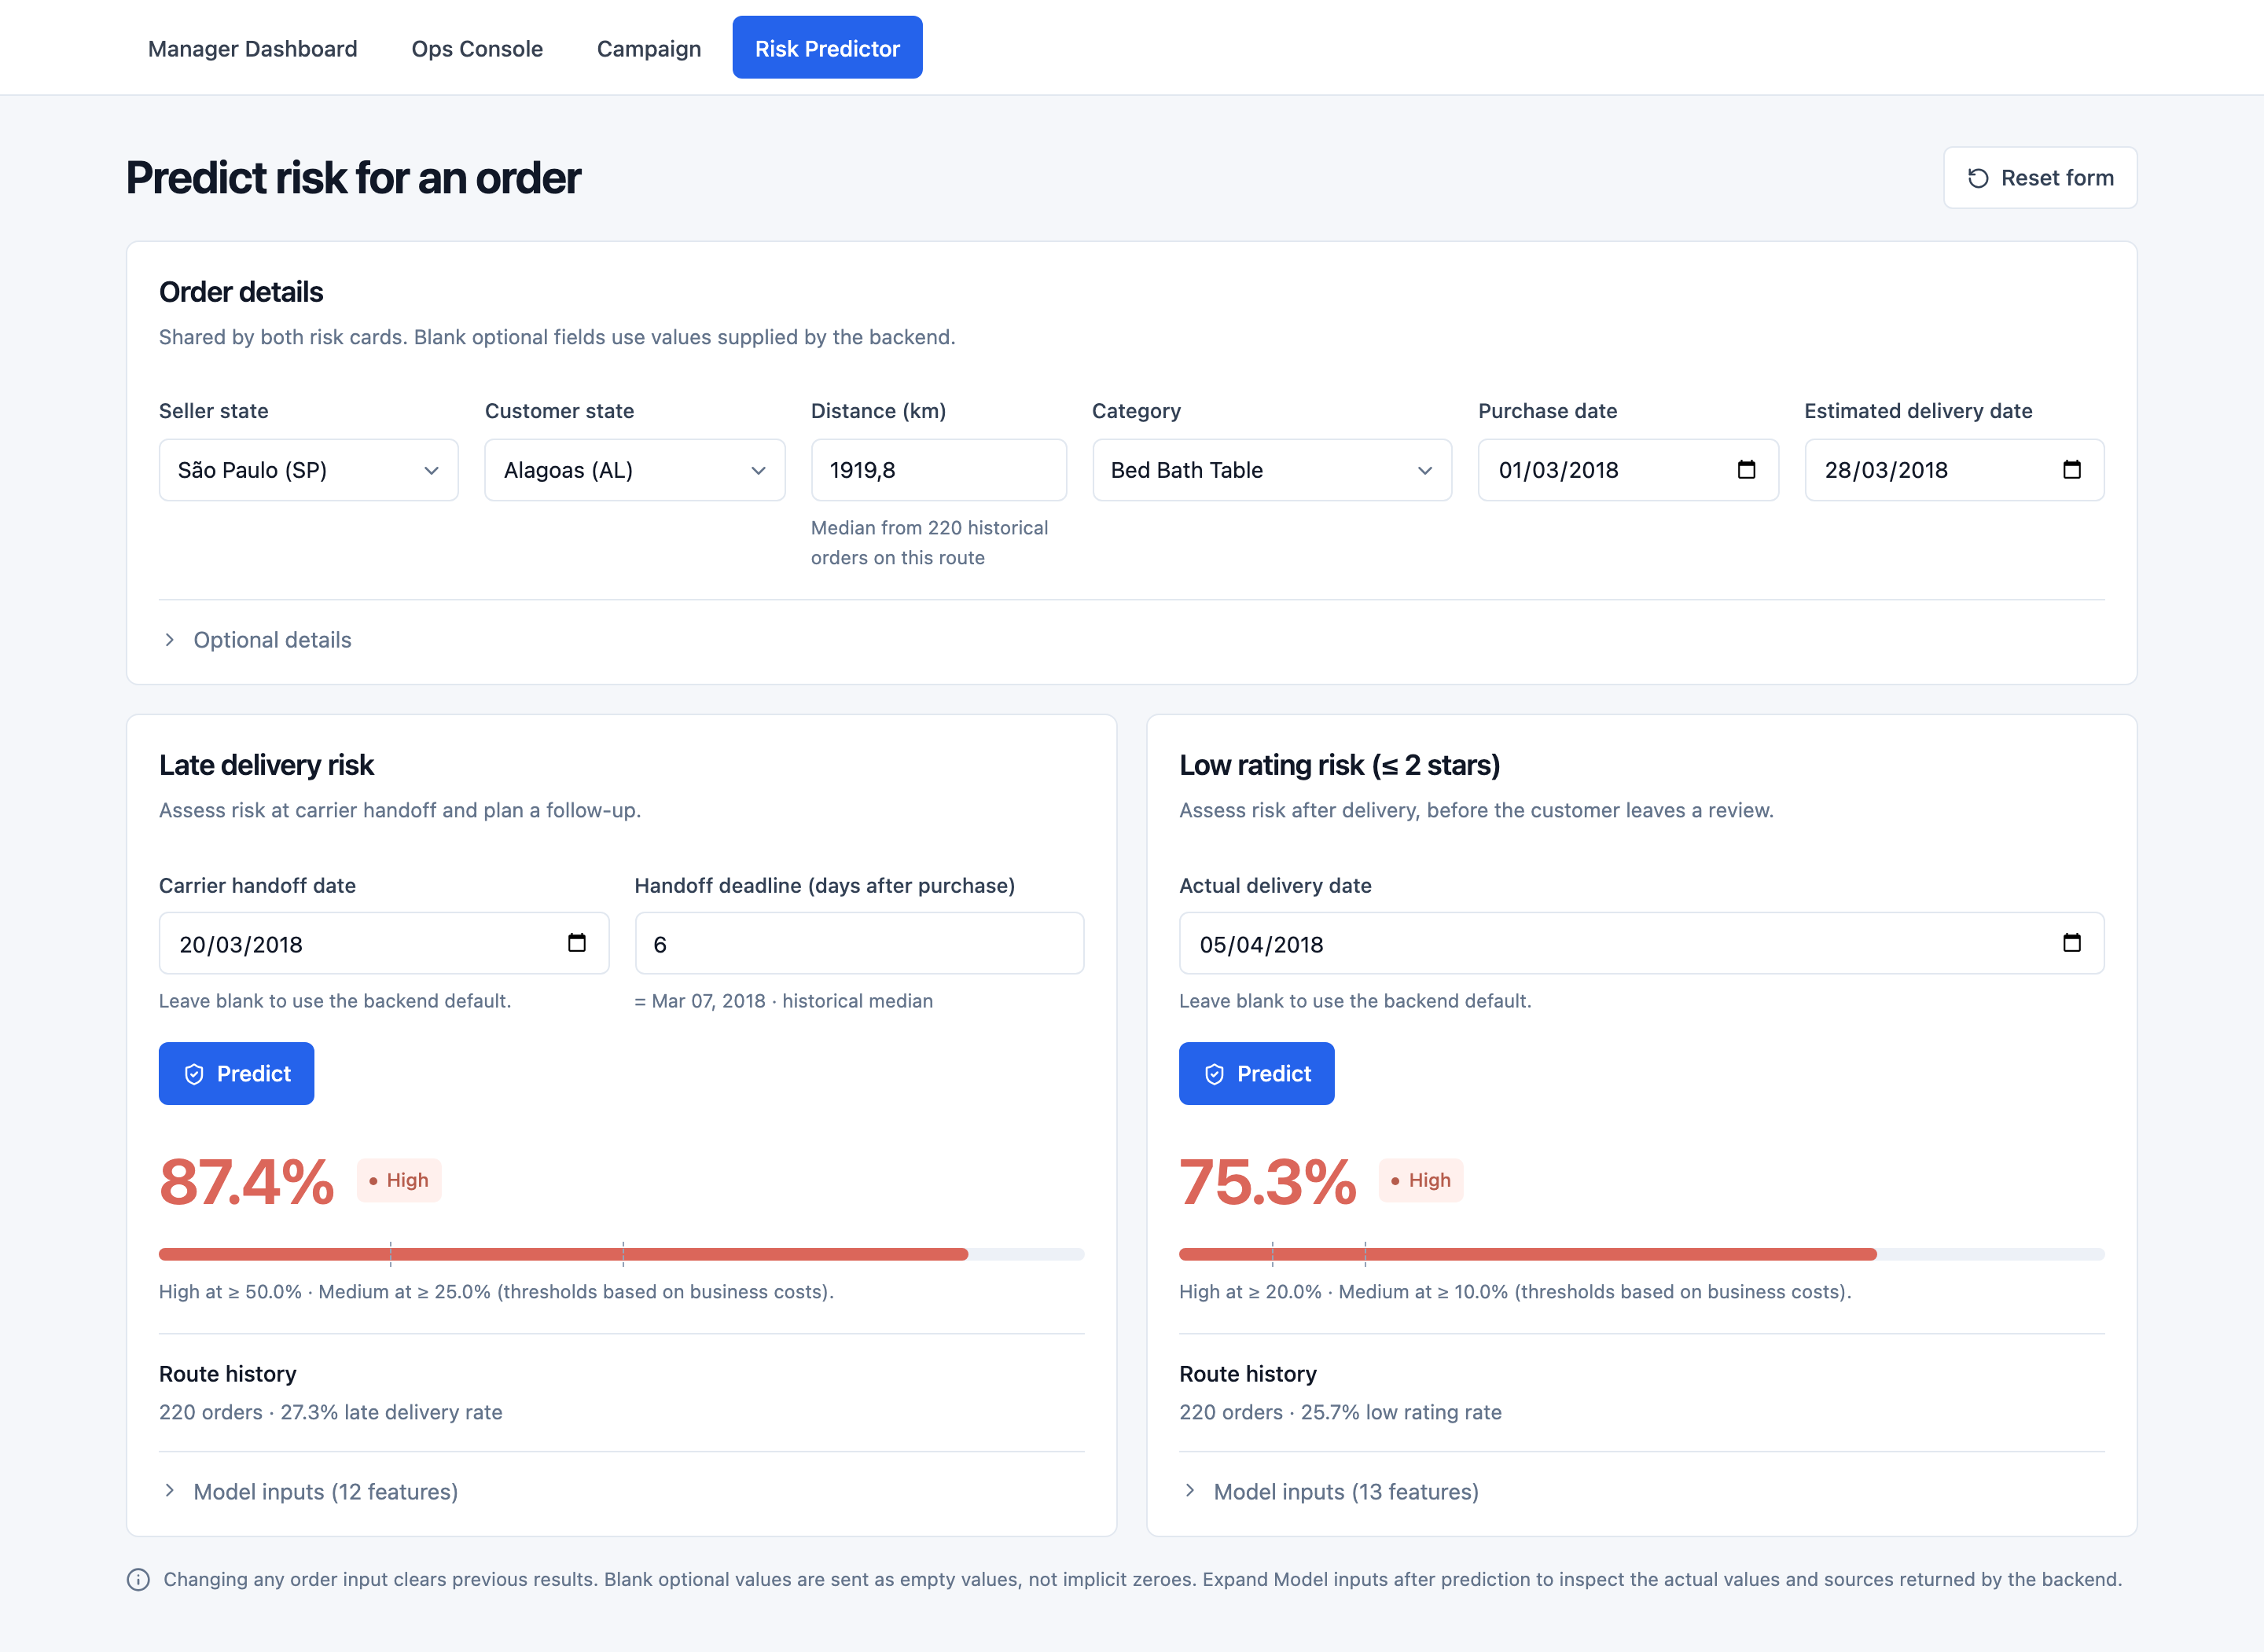 Manager Dashboard
Ops Console
Campaign
Risk Predictor
Predict risk for an order
Reset form
Order details
Shared by both risk cards. Blank optional fields use values supplied by the backend.
Seller state
São Paulo (SP)
Customer state
Alagoas (AL)
Distance (km)
1919,8
Median from 220 historical
orders on this route
Category
Bed Bath Table
Purchase date
01/03/2018
Estimated delivery date
28/03/2018
Optional details
Late delivery risk
Assess risk at carrier handoff and plan a follow-up.
Carrier handoff date
20/03/2018
Leave blank to use the backend default.
Handoff deadline (days after purchase)
6
= Mar 07, 2018 · historical median
Predict
87.4%
• High
High at ≥ 50.0% · Medium at ≥ 25.0% (thresholds based on business costs).
Route history
220 orders · 27.3% late delivery rate
Model inputs (12 features)
Low rating risk (≤ 2 stars)
Assess risk after delivery, before the customer leaves a review.
Actual delivery date
05/04/2018
Leave blank to use the backend default.
Predict
75.3%
• High
High at ≥ 20.0% · Medium at ≥ 10.0% (thresholds based on business costs).
Route history
220 orders · 25.7% low rating rate
Model inputs (13 features)
Changing any order input clears previous results. Blank optional values are sent as empty values, not implicit zeroes. Expand Model inputs after prediction to inspect the actual values and sources returned by the backend.